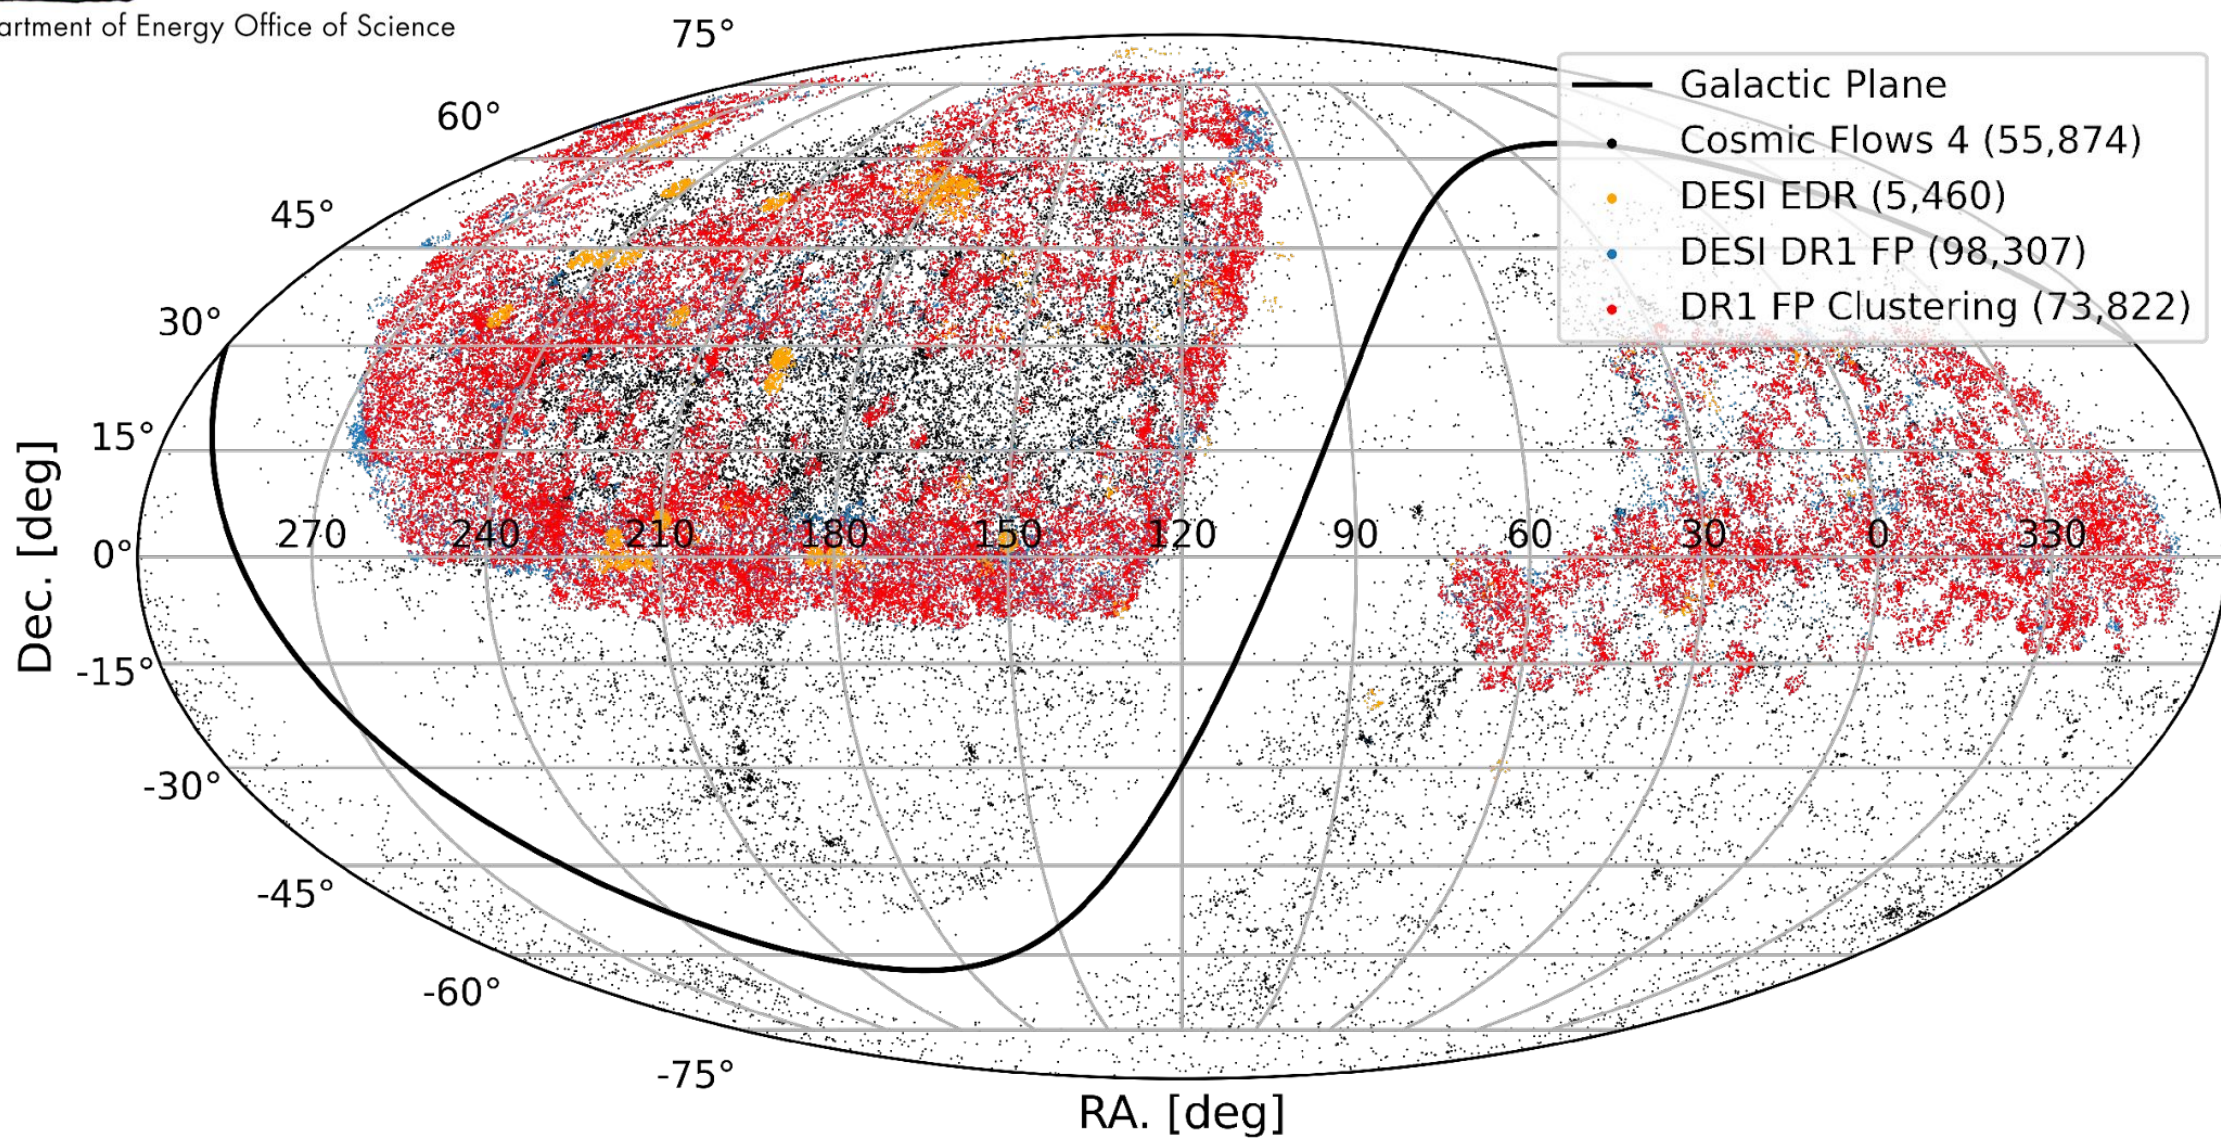 artment of Energy Office of Science
75°
60°
45°
30°
15°
0°
-15°
-30°
-45°
-60°
-75°
Dec. [deg]
270 240 210 180 150 120 90 60 30 0 330
RA. [deg]
Galactic Plane
Cosmic Flows 4 (55,874)
DESI EDR (5,460)
DESI DR1 FP (98,307)
DR1 FP Clustering (73,822)